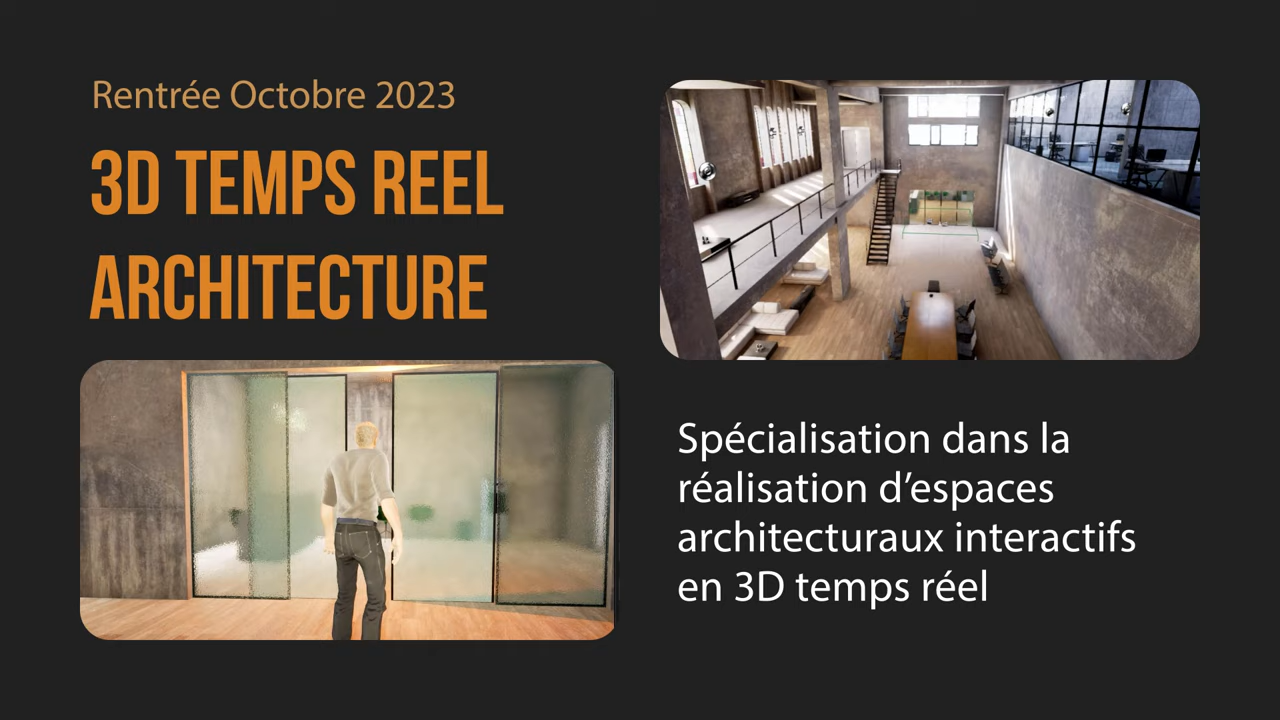 Rentrée Octobre 2023
3D TEMPS REEL
ARCHITECTURE
Spécialisation dans la
réalisation d’espaces
architecturaux interactifs
en 3D temps réel